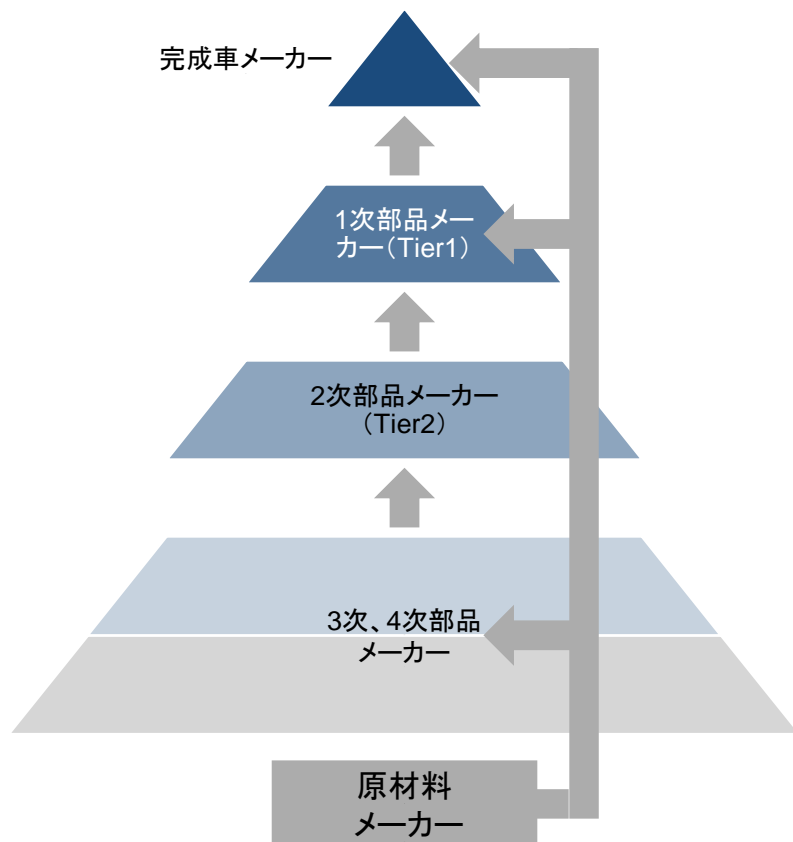 完成車メーカー
1次部品メー
カー（Tier1）
2次部品メーカー
（Tier2）
3次、4次部品
メーカー
原材料
メーカー